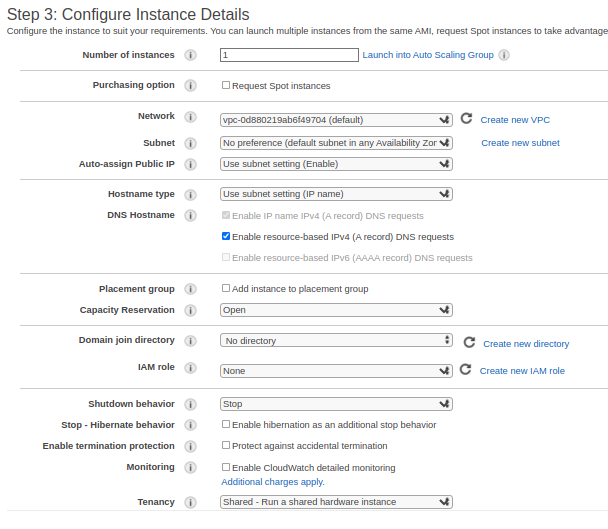 Step 3: Configure Instance Details
Configure the instance to suit your requirements. You can launch multiple instances from the same AMI, request Spot instances to take advantage
Number of instances 1 Launch into Auto Scaling Group
Purchasing option Request Spot instances
Network vpc-0d880219ab6f49704 (default) Create new VPC
Subnet No preference (default subnet in any Availability Zor Create new subnet
Auto-assign Public IP Use subnet setting (Enable)
Hostname type Use subnet setting (IP name)
DNS Hostname Enable IP name IPv4 (A record) DNS requests
Enable resource-based IPv4 (A record) DNS requests
Enable resource-based IPv6 (AAAA record) DNS requests
Placement group Add instance to placement group
Capacity Reservation Open
Domain join directory No directory Create new directory
IAM role None Create new IAM role
Shutdown behavior Stop
Stop - Hibernate behavior Enable hibernation as an additional stop behavior
Enable termination protection Protect against accidental termination
Monitoring Enable CloudWatch detailed monitoring
Additional charges apply.
Tenancy Shared - Run a shared hardware instance